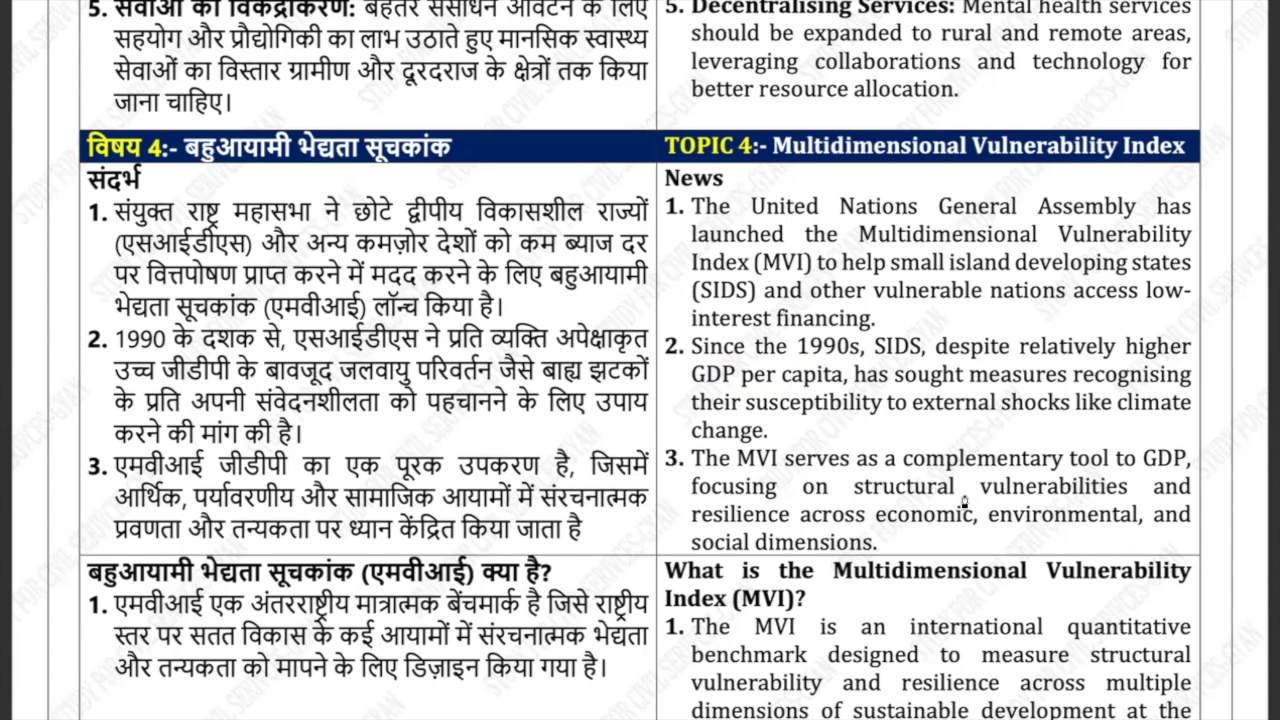 5. सेवाओं का विकेंद्रीकरण: बेहतर संसाधन आवंटन के लिए
सहयोग और प्रौद्योगिकी का लाभ उठाते हुए मानसिक स्वास्थ्य
सेवाओं का विस्तार ग्रामीण और दूरदराज के क्षेत्रों तक किया
जाना चाहिए।
5. Decentralising Services: Mental health services
should be expanded to rural and remote areas,
leveraging collaborations and technology for
better resource allocation.
विषय 4:- बहुआयामी भेद्यता सूचकांक
TOPIC 4:- Multidimensional Vulnerability Index
संदर्भ
1. संयुक्त राष्ट्र महासभा ने छोटे द्वीपीय विकासशील राज्यों
(एसआईडीएस) और अन्य कमज़ोर देशों को कम ब्याज दर
पर वित्तपोषण प्राप्त करने में मदद करने के लिए बहुआयामी
भेद्यता सूचकांक (एमवीआई) लॉन्च किया है।
2. 1990 के दशक से, एसआईडीएस ने प्रति व्यक्ति अपेक्षाकृत
उच्च जीडीपी के बावजूद जलवायु परिवर्तन जैसे बाह्य झटकों
के प्रति अपनी संवेदनशीलता को पहचानने के लिए उपाय
करने की मांग की है।
3. एमवीआई जीडीपी का एक पूरक उपकरण है, जिसमें
आर्थिक, पर्यावरणीय और सामाजिक आयामों में संरचनात्मक
प्रवणता और तन्यकता पर ध्यान केंद्रित किया जाता है
News
1. The United Nations General Assembly has
launched the Multidimensional Vulnerability
Index (MVI) to help small island developing states
(SIDS) and other vulnerable nations access low-
interest financing.
2. Since the 1990s, SIDS, despite relatively higher
GDP per capita, has sought measures recognising
their susceptibility to external shocks like climate
change.
3. The MVI serves as a complementary tool to GDP,
focusing on structural vulnerabilities and
resilience across economic, environmental, and
social dimensions.
बहुआयामी भेद्यता सूचकांक (एमवीआई) क्या है?
1. एमवीआई एक अंतरराष्ट्रीय मात्रात्मक बेंचमार्क है जिसे राष्ट्रीय
स्तर पर सतत विकास के कई आयामों में संरचनात्मक भेद्यता
और तन्यकता को मापने के लिए डिज़ाइन किया गया है।
What is the Multidimensional Vulnerability
Index (MVI)?
1. The MVI is an international quantitative
benchmark designed to measure structural
vulnerability and resilience across multiple
dimensions of sustainable development at the